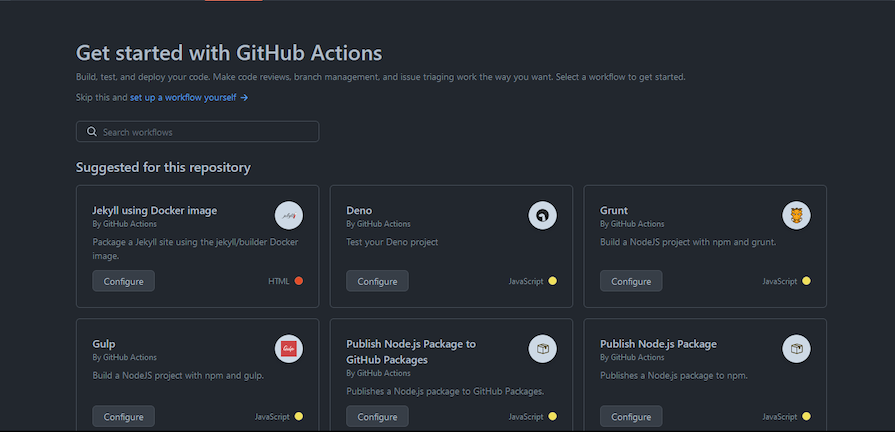 Get started with GitHub Actions
Build, test, and deploy your code. Make code reviews, branch management, and issue triaging work the way you want. Select a workflow to get started.
Skip this and set up a workflow yourself →
Search workflows
Suggested for this repository
Jekyll using Docker image
By GitHub Actions
Package a Jekyll site using the jekyll/builder Docker
image.
Configure
HTML
Deno
By GitHub Actions
Test your Deno project
Configure
JavaScript
Grunt
By GitHub Actions
Build a NodeJS project with npm and grunt.
Configure
JavaScript
Gulp
By GitHub Actions
Build a NodeJS project with npm and gulp.
Gulp
Configure
JavaScript
Publish Node.js Package to
GitHub Packages
By GitHub Actions
Publishes a Node.js package to GitHub Packages.
Configure
JavaScript
Publish Node.js Package
By GitHub Actions
Publishes a Node.js package to npm.
Configure
JavaScript